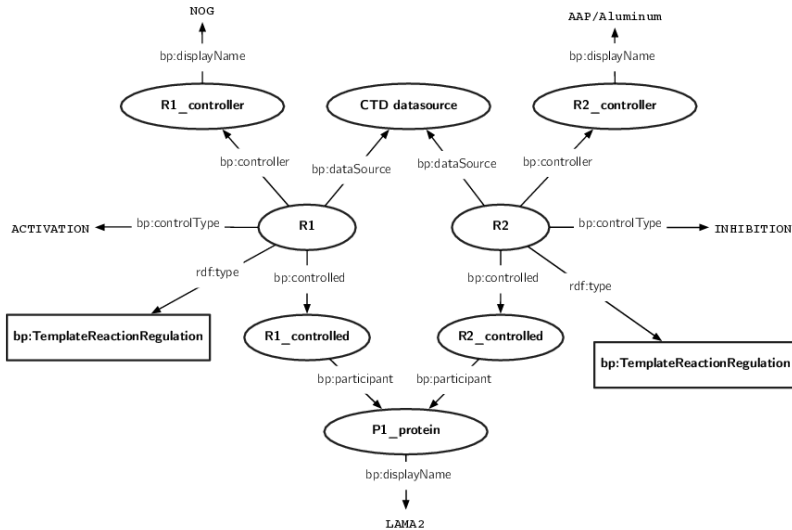 NOG
AAP/Aluminum
bp:displayName
bp:displayName
R1_controller
CTD datasource
R2_controller
bp:controller
bp:dataSource
bp:dataSource
bp:controller
ACTIVATION
bp:controlType
R1
R2
bp:controlType
INHIBITION
rdf:type
bp:controlled
bp:controlled
rdf:type
bp:TemplateReactionRegulation
R1_controlled
R2_controlled
bp:TemplateReactionRegulation
bp:participant
bp:participant
P1_protein
bp:displayName
LAMA2